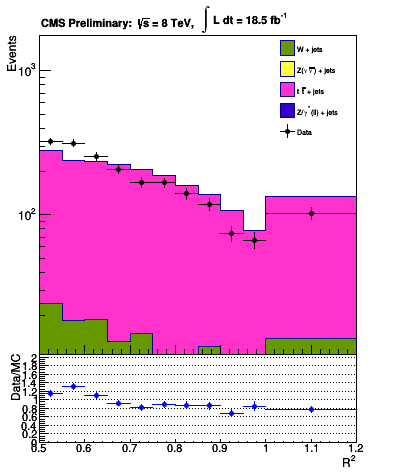 CMS Preliminary: √s = 8 TeV, ∫ L dt = 18.5 fb⁻¹
Events
10³
10²
W + jets
Z(ν ν̄) + jets
t t̄ + jets
Z/γ*(ll) + jets
Data
Data/MC
2
1.8
1.6
1.4
1.2
1
0.8
0.6
0.4
0.2
0
0.5 0.6 0.7 0.8 0.9 1 1.1 1.2
R²